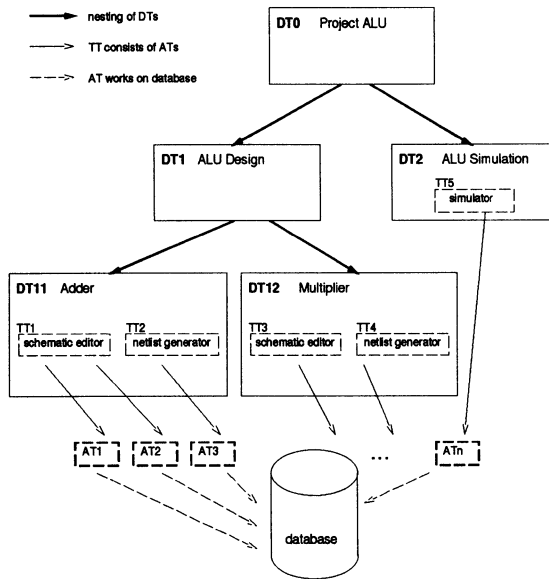 nesting of DTs
TT consists of ATs
AT works on database
DT0 Project ALU
DT1 ALU Design
DT2 ALU Simulation
TT5
simulator
DT11 Adder
DT12 Multiplier
TT1
schematic editor
TT2
netlist generator
TT3
schematic editor
TT4
netlist generator
AT1
AT2
AT3
...
ATn
database